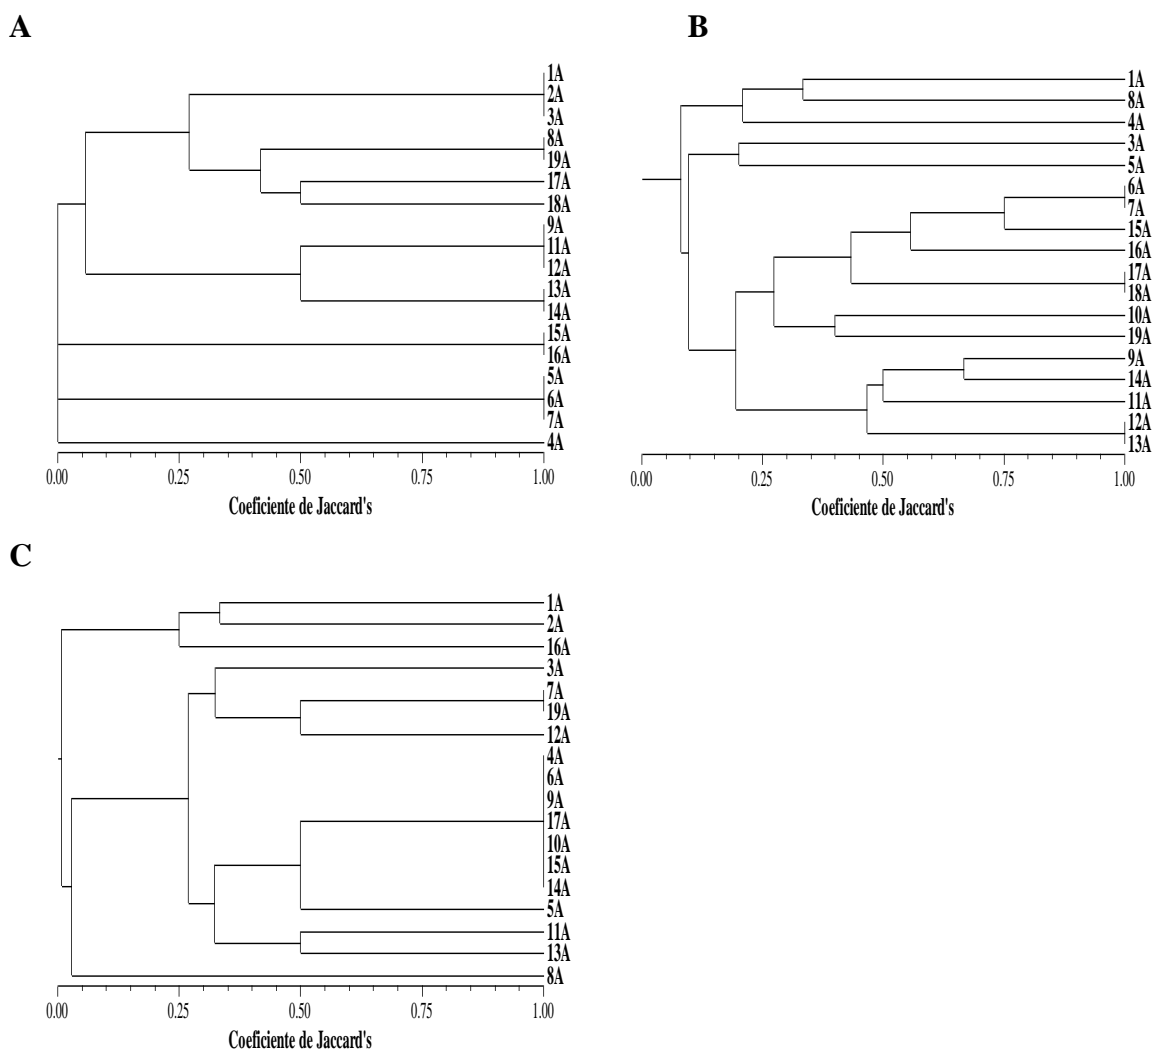 A
1A
2A
3A
8A
19A
17A
18A
9A
11A
12A
13A
14A
15A
16A
5A
6A
7A
4A
0.00 0.25 0.50 0.75 1.00
Coeficiente de Jaccard's
B
1A
8A
4A
3A
5A
6A
7A
15A
16A
17A
18A
10A
19A
9A
14A
11A
12A
13A
0.00 0.25 0.50 0.75 1.00
Coeficiente de Jaccard's
C
1A
2A
16A
3A
7A
19A
12A
4A
6A
9A
17A
10A
15A
14A
5A
11A
13A
8A
0.00 0.25 0.50 0.75 1.00
Coeficiente de Jaccard's